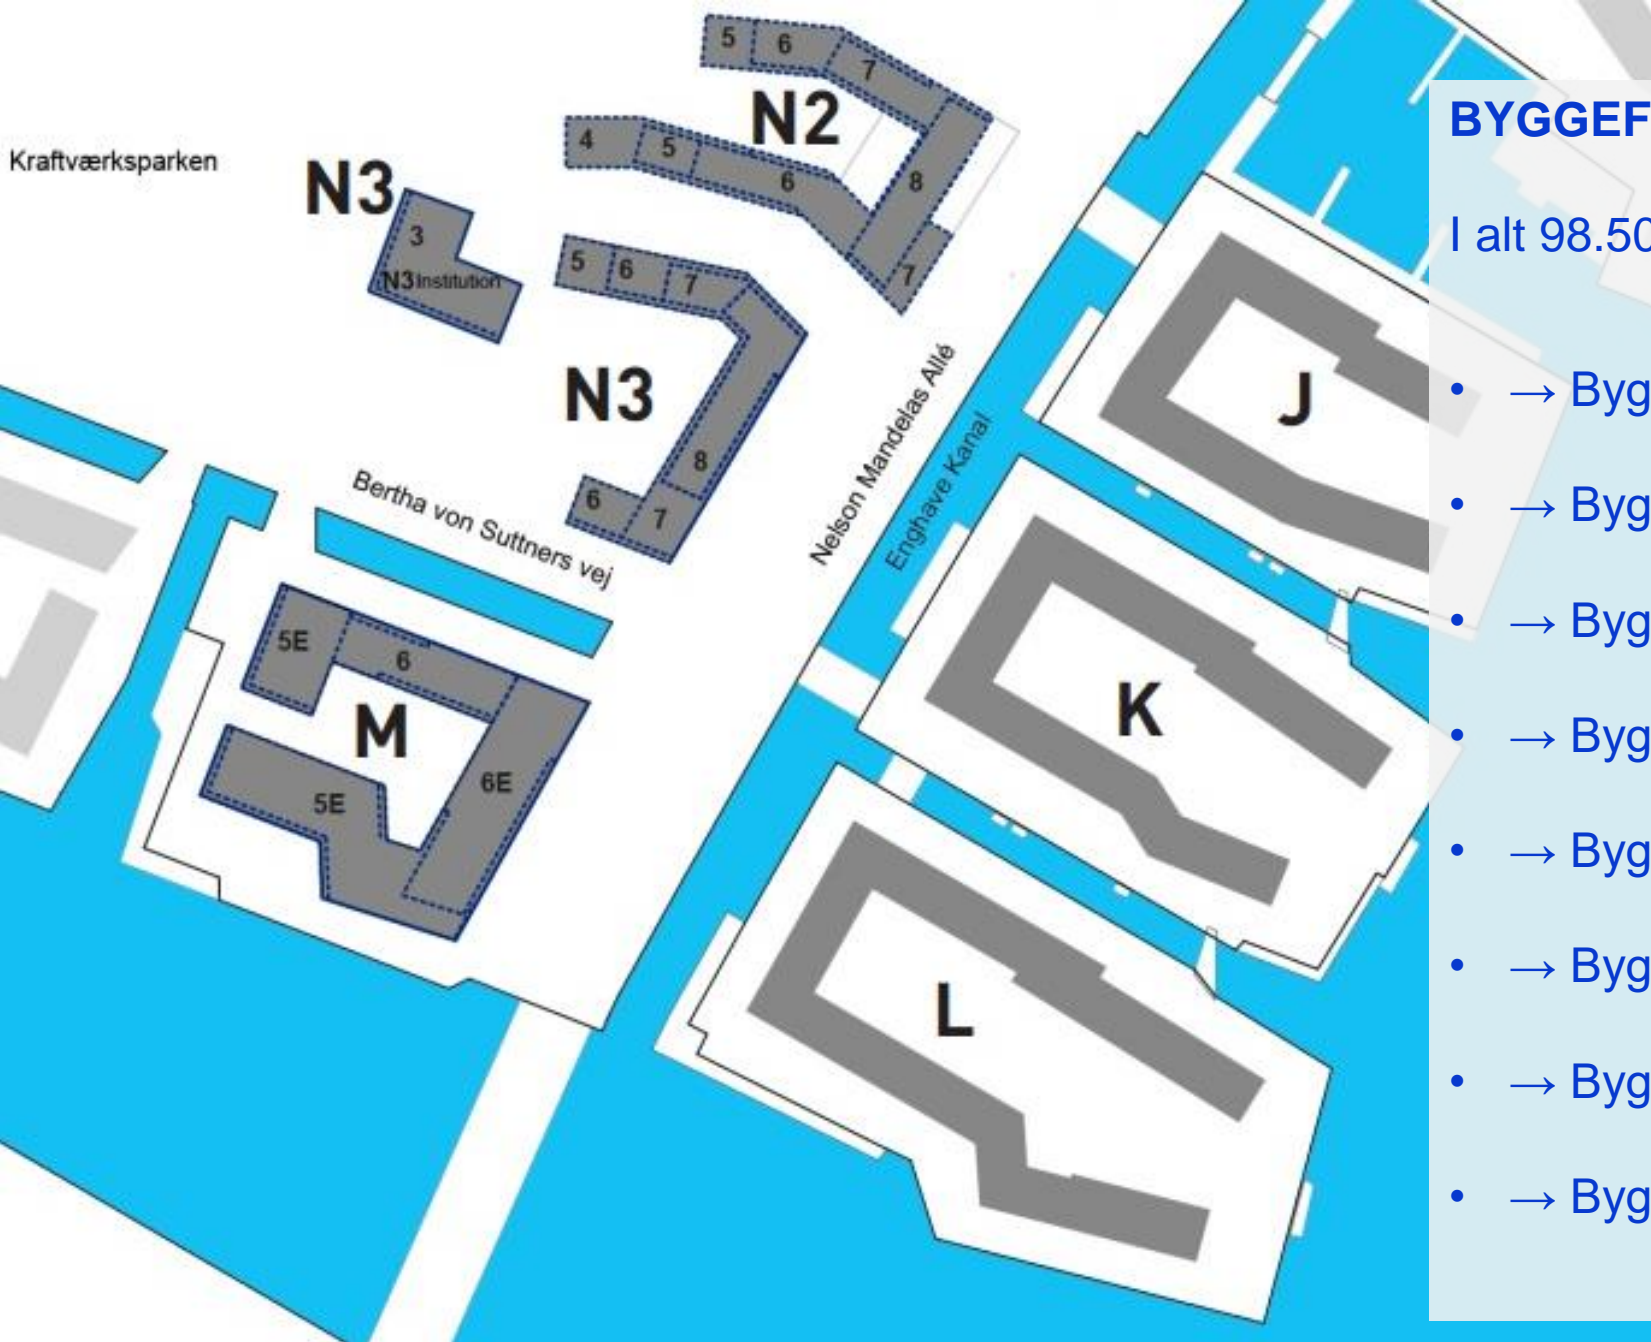 5
6
7
N2
4
5
6
8
7
Kraftværksparken
N3
3
N3 Institution
5
6
7
N3
8
6
7
Bertha von Suttners vej
Nelson Mandelas Allé
Enghave Kanal
5E
6
M
5E
6E
J
K
L
BYGGEF
I alt 98.50
• → Byg
• → Byg
• → Byg
• → Byg
• → Byg
• → Byg
• → Byg
• → Byg